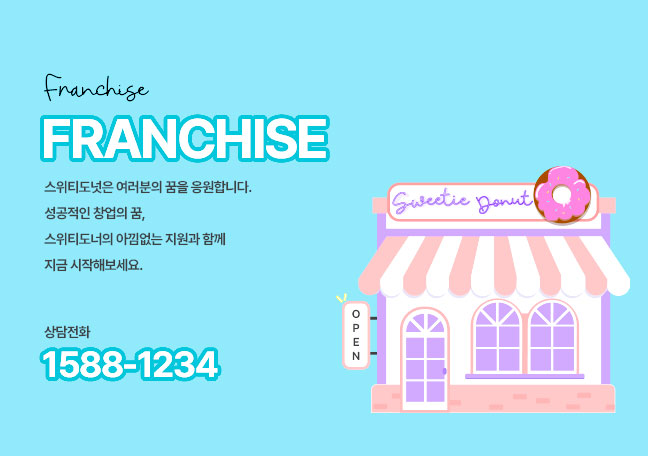 Franchise
FRANCHISE
스위티도넛은 여러분의 꿈을 응원합니다.
성공적인 창업의 꿈,
스위티도너의 아낌없는 지원과 함께
지금 시작해보세요.
상담전화
1588-1234
Sweetie Donut
OPEN